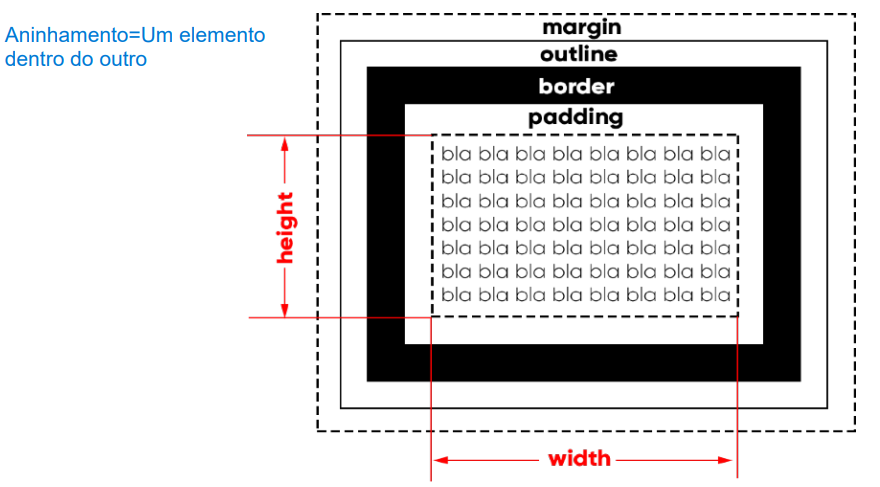 Aninhamento=Um elemento
dentro do outro
margin
outline
border
padding
bla bla bla bla bla bla bla bla
bla bla bla bla bla bla bla bla
bla bla bla bla bla bla bla bla
bla bla bla bla bla bla bla bla
bla bla bla bla bla bla bla bla
bla bla bla bla bla bla bla bla
bla bla bla bla bla bla bla bla
height
width